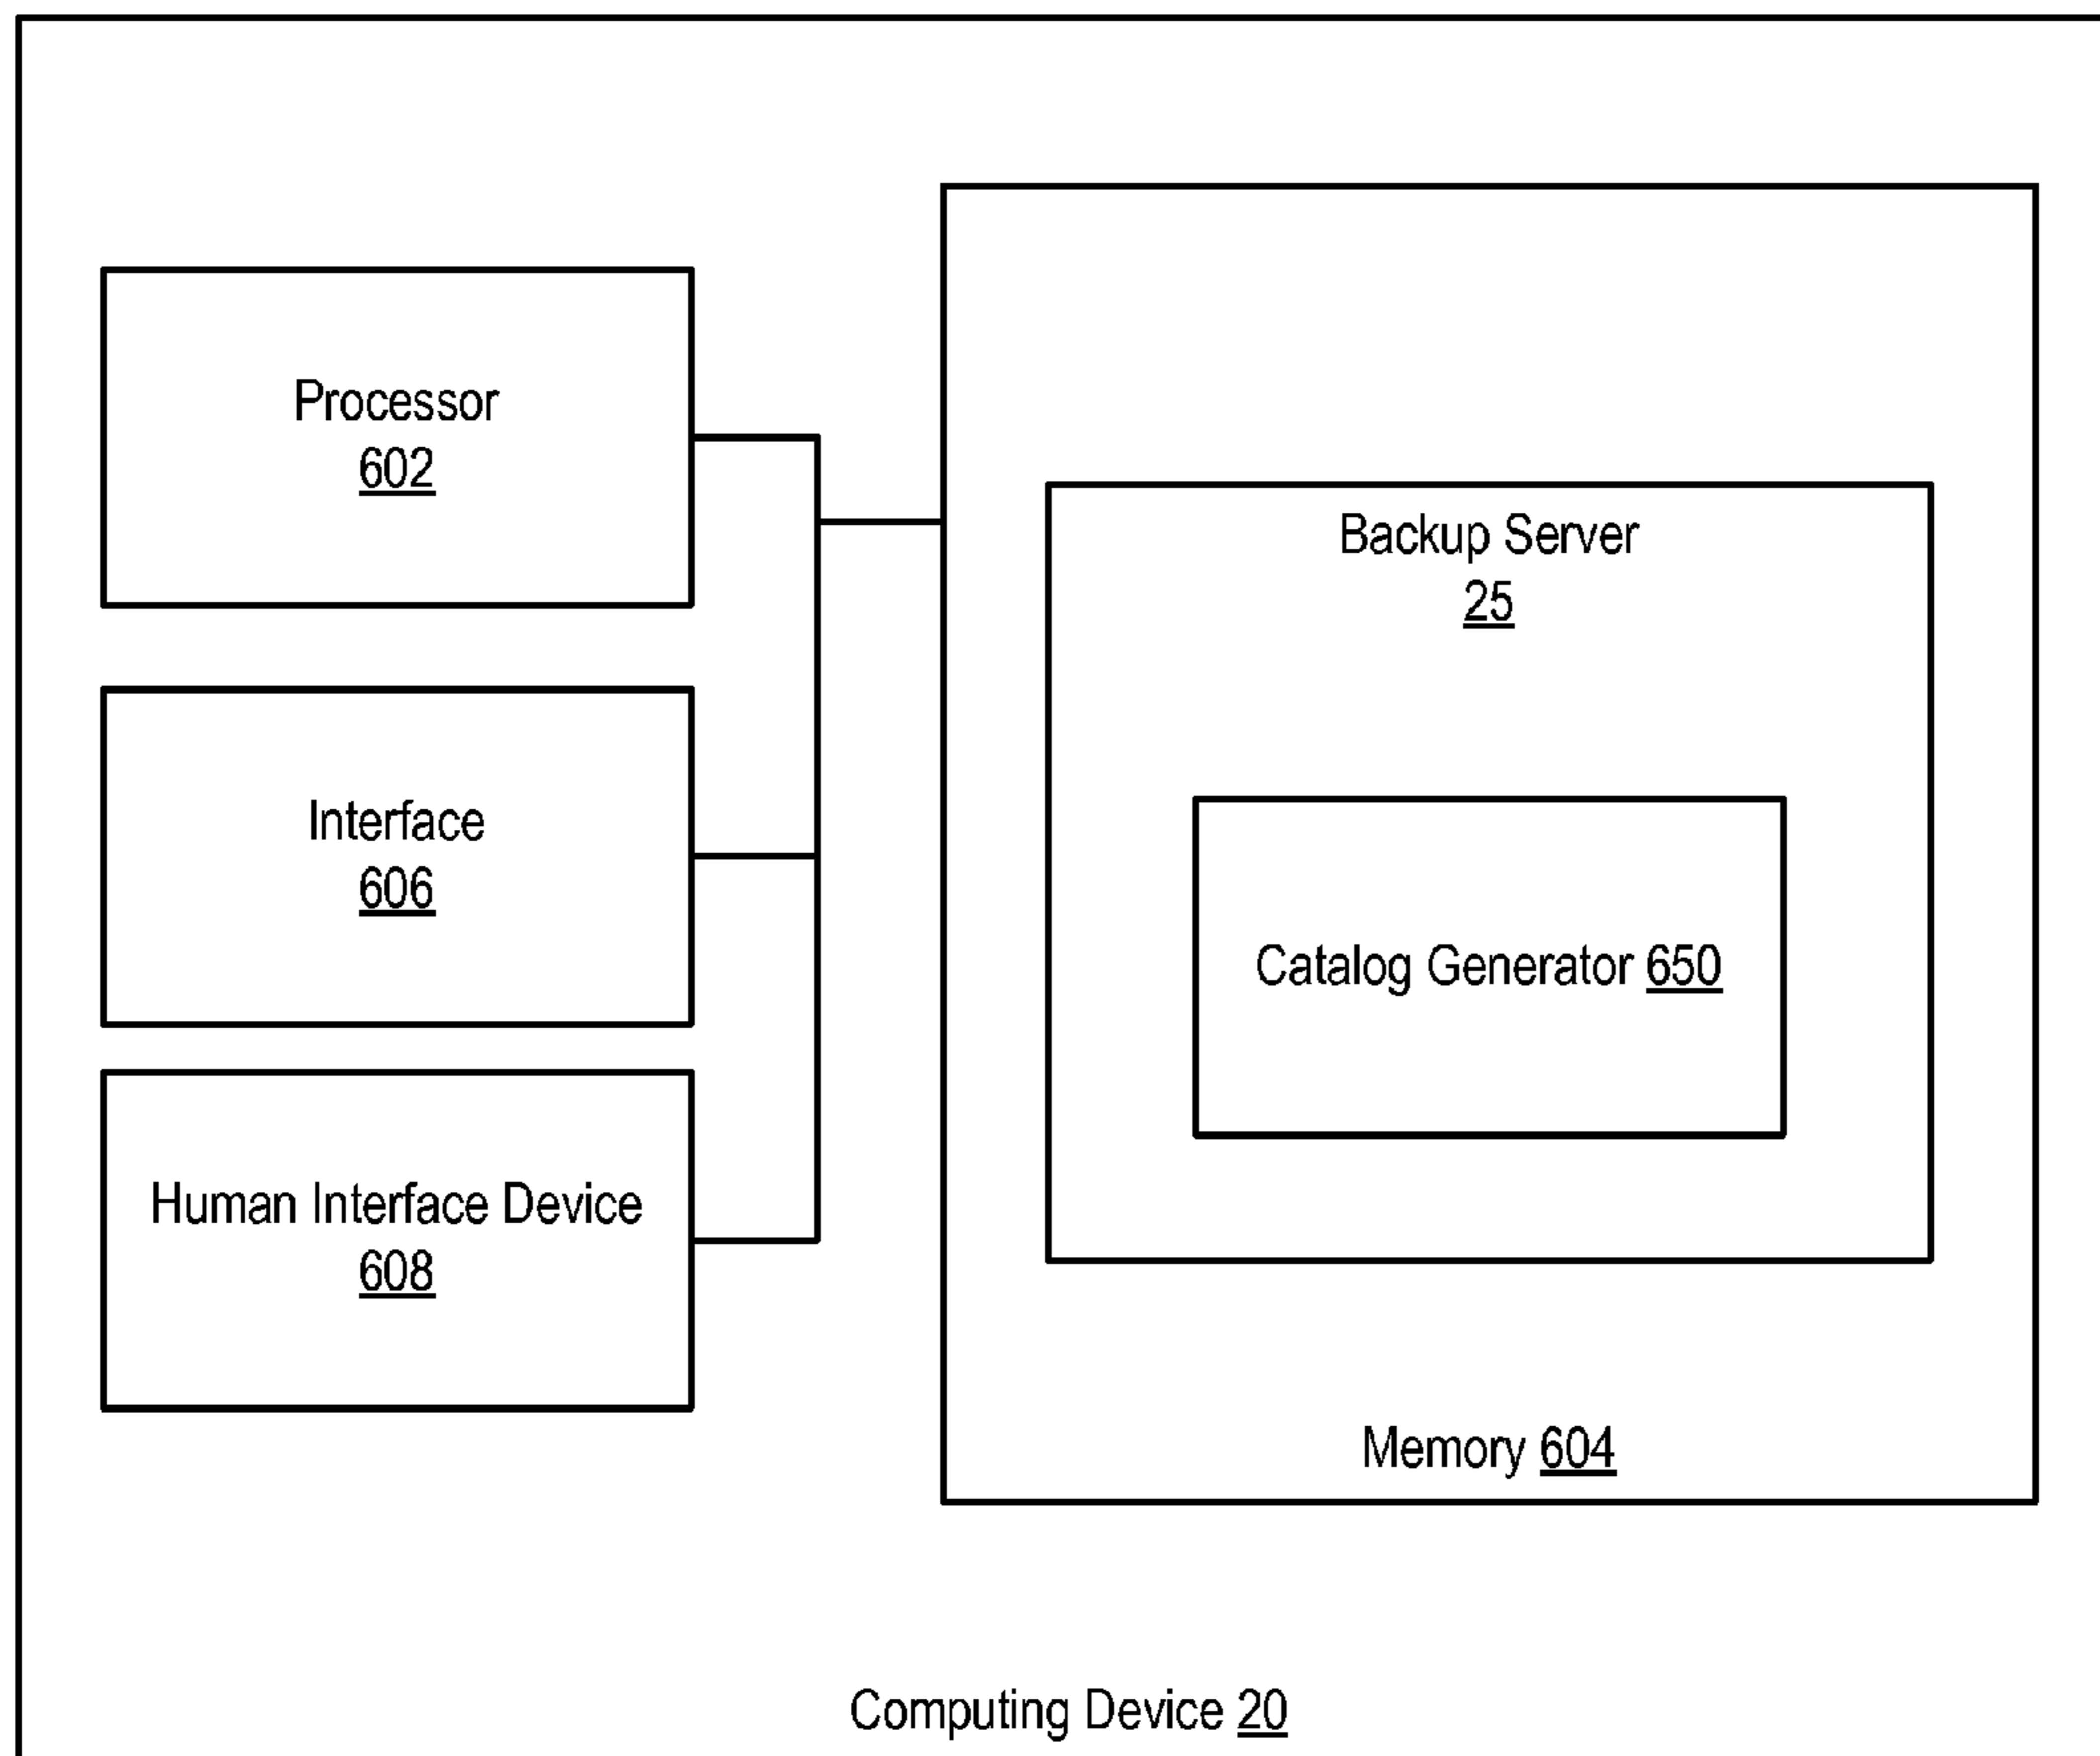 Processor
602
Interface
606
Human Interface Device
608
Backup Server
25
Catalog Generator 650
Memory 604
Computing Device 20